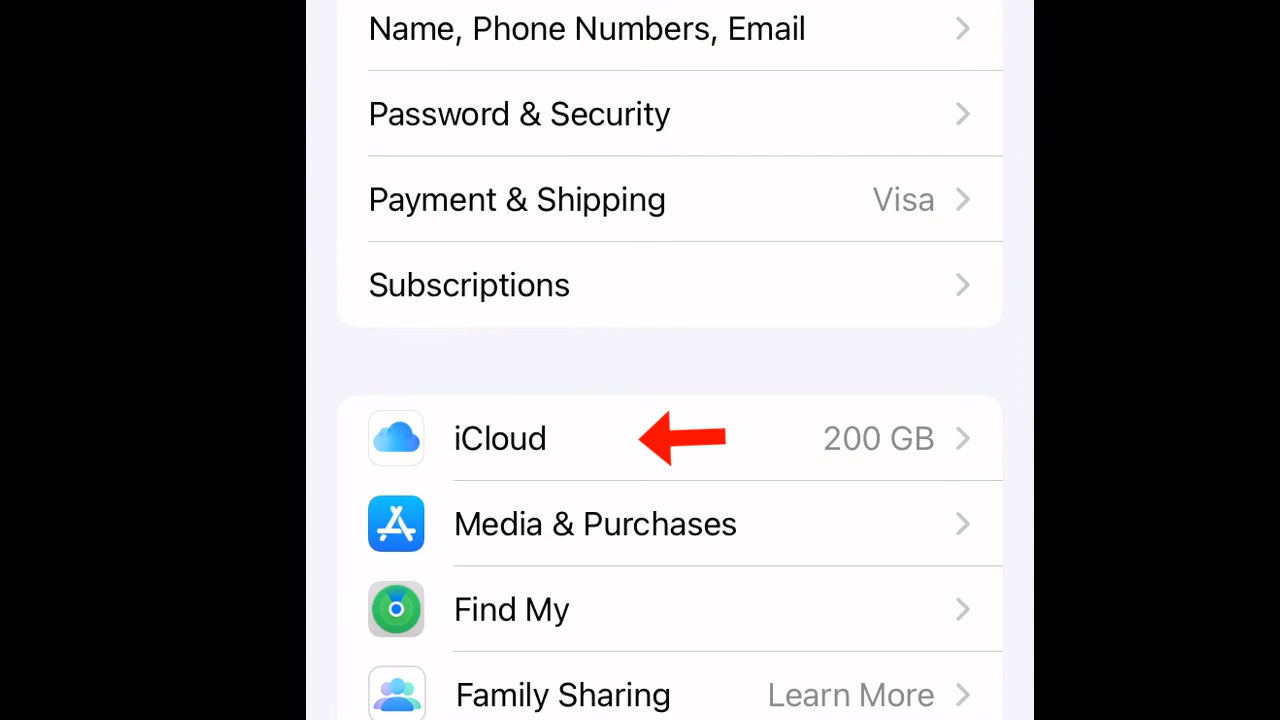 Name, Phone Numbers, Email
Password & Security
Payment & Shipping Visa
Subscriptions
iCloud 200 GB
Media & Purchases
Find My
Family Sharing Learn More